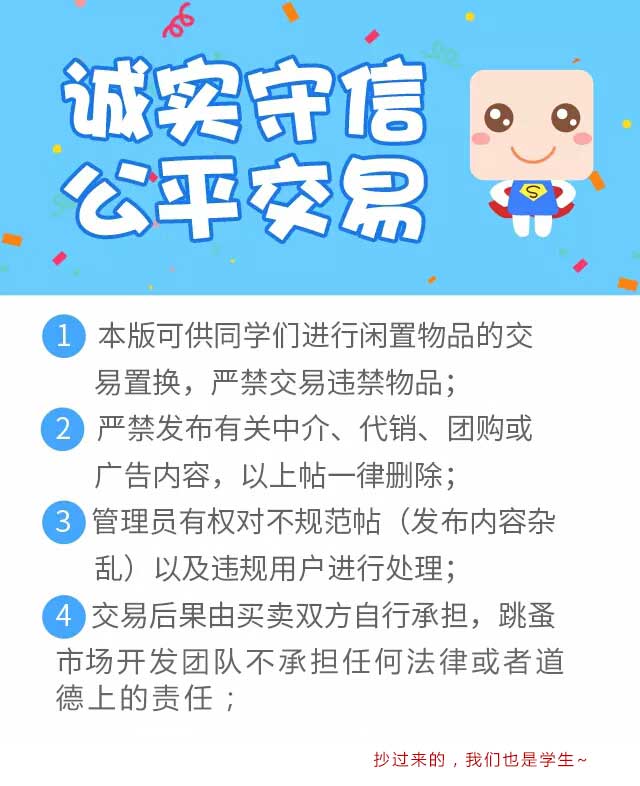 诚实守信
公平交易
S
1 本版可供同学们进行闲置物品的交
易置换，严禁交易违禁物品；
2 严禁发布有关中介、代销、团购或
广告内容，以上帖一律删除；
3 管理员有权对不规范帖（发布内容杂
乱）以及违规用户进行处理；
4 交易后果由买卖双方自行承担，跳蚤
市场开发团队不承担任何法律或者道
德上的责任；
抄过来的，我们也是学生~